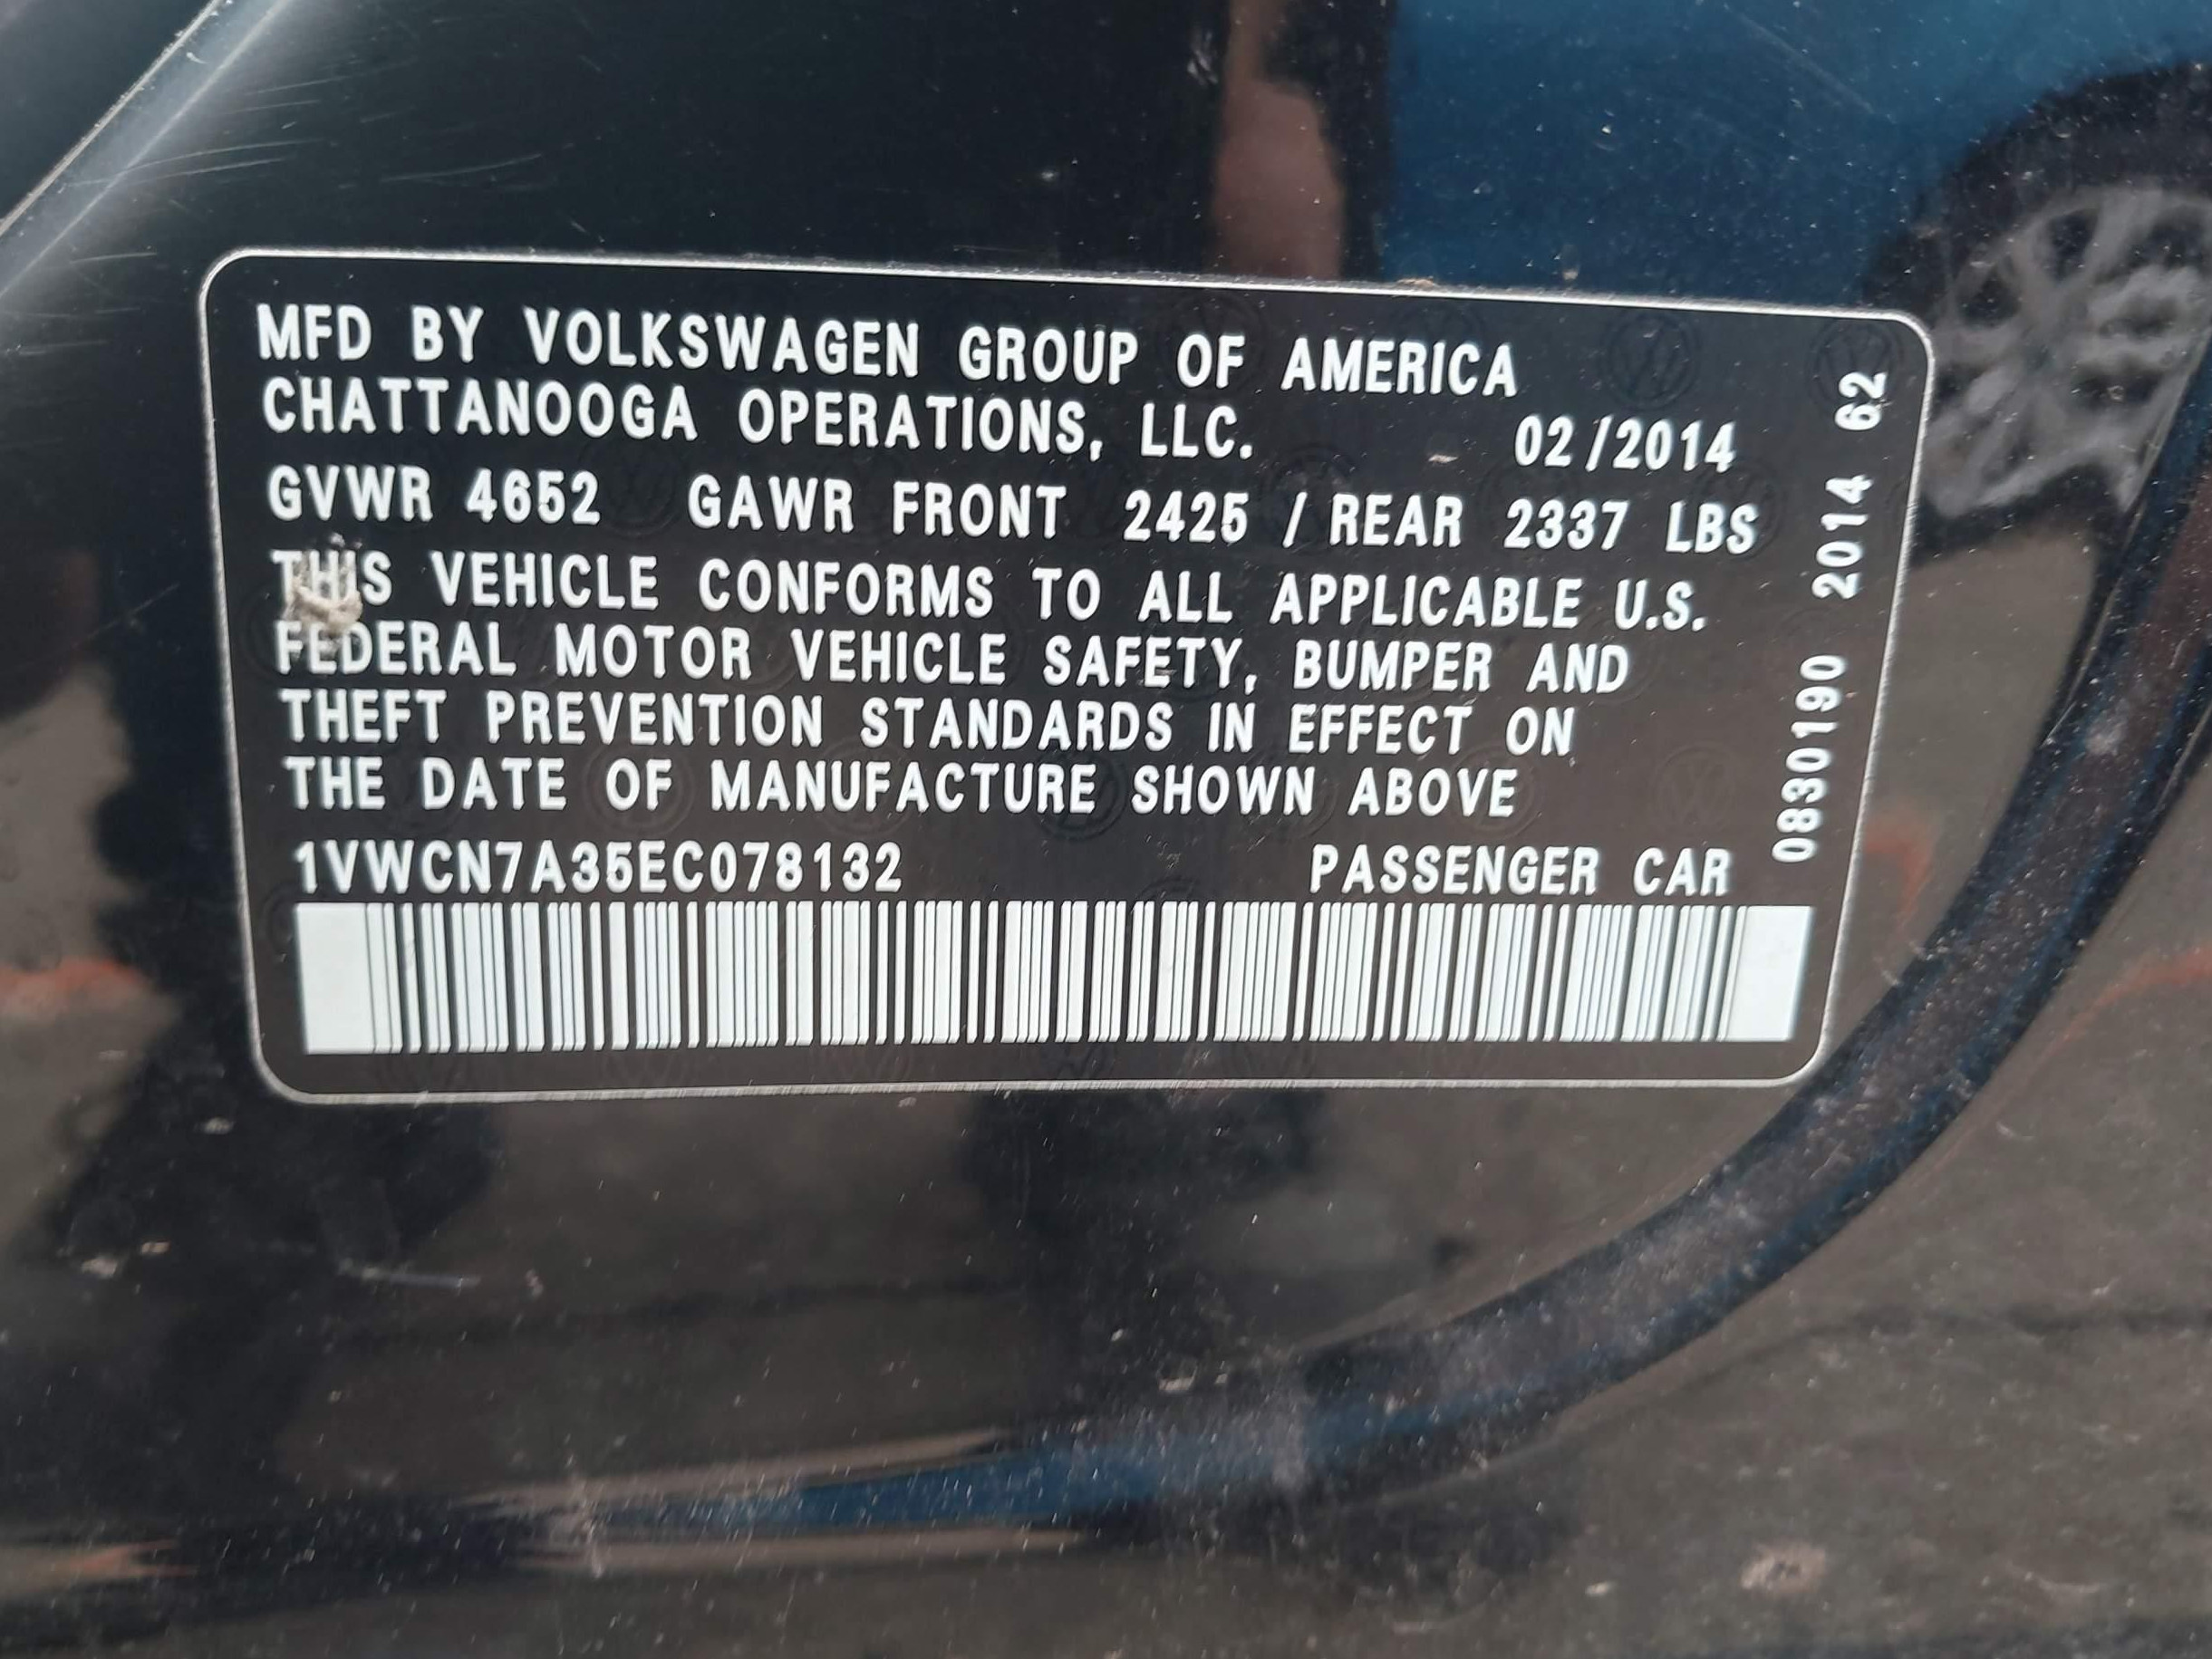 MFD BY VOLKSWAGEN GROUP OF AMERICA
CHATTANOOGA OPERATIONS, LLC. 02/2014
GVWR 4652 GAWR FRONT 2425 / REAR 2337 LBS
THIS VEHICLE CONFORMS TO ALL APPLICABLE U.S.
FEDERAL MOTOR VEHICLE SAFETY, BUMPER AND
THEFT PREVENTION STANDARDS IN EFFECT ON
THE DATE OF MANUFACTURE SHOWN ABOVE
1VWCN7A35EC078132 PASSENGER CAR
0830190 2014 62